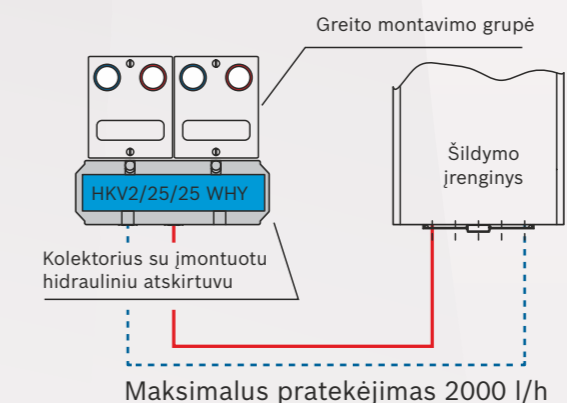 Greito montavimo grupė
Šildymo
įrenginys
HKV2/25/25 WHY
Kolektorius su įmontuotu
hidrauliniu atskirtuvu
Maksimalus pratekėjimas 2000 l/h